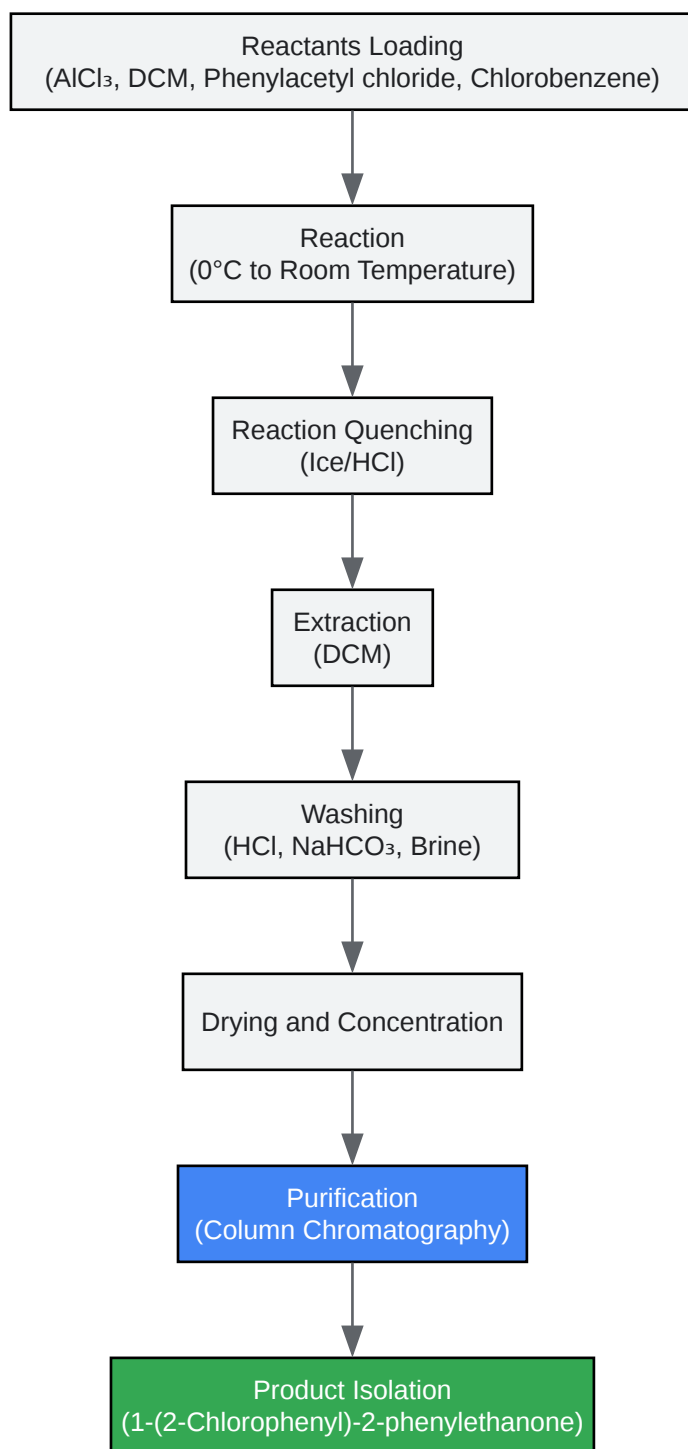 Reactants Loading
(AlCl₃, DCM, Phenylacetyl chloride, Chlorobenzene)
Reaction
(0°C to Room Temperature)
Reaction Quenching
(Ice/HCl)
Extraction
(DCM)
Washing
(HCl, NaHCO₃, Brine)
Drying and Concentration
Purification
(Column Chromatography)
Product Isolation
(1-(2-Chlorophenyl)-2-phenylethanone)